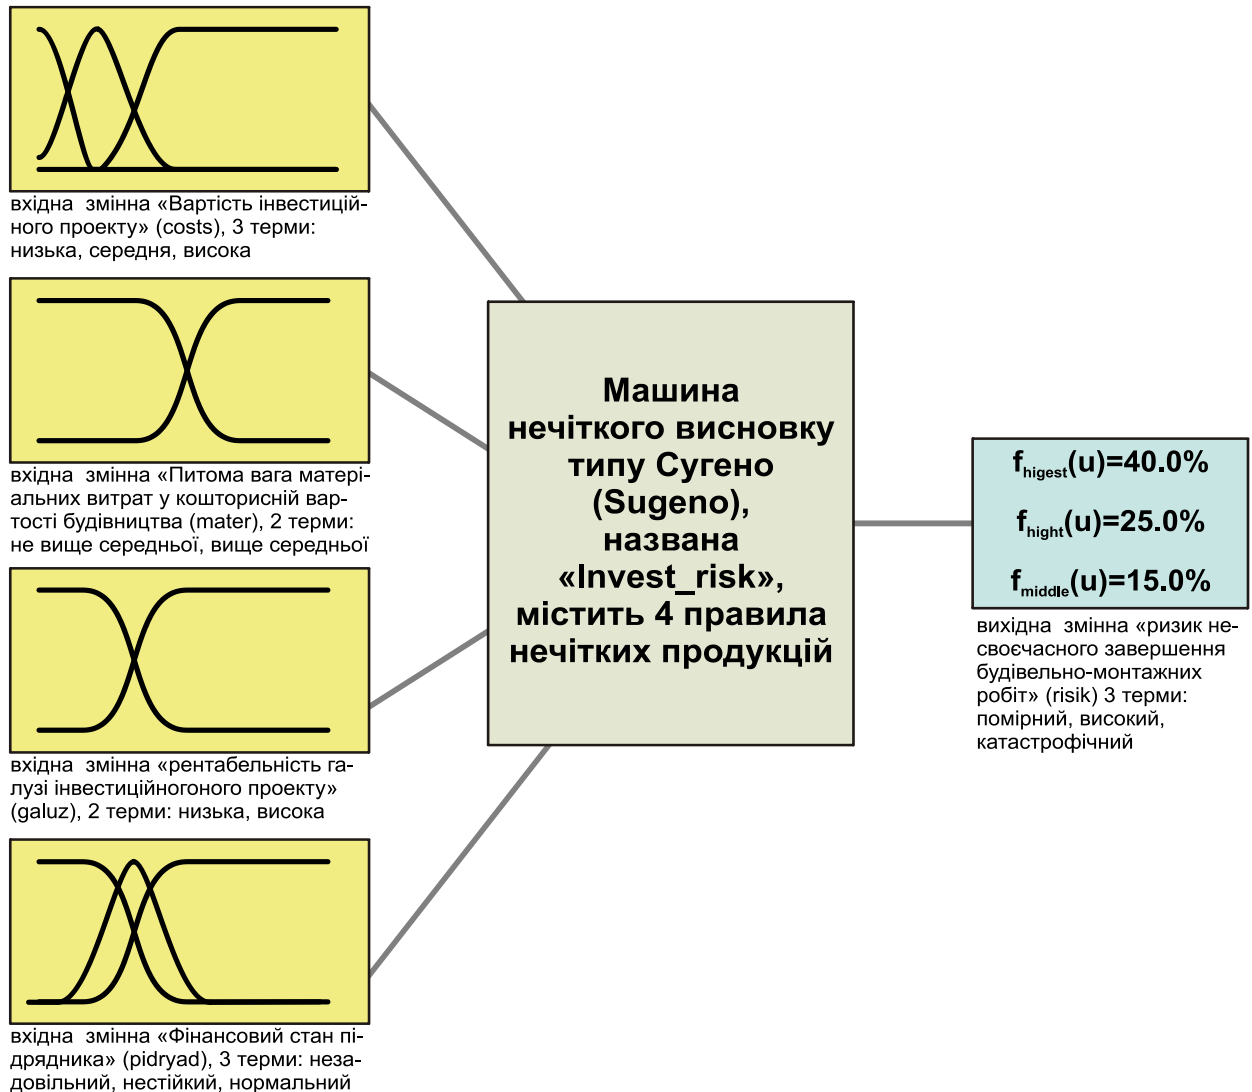 вхідна змінна «Вартість інвестицій-
ного проекту» (costs), 3 терми:
низька, середня, висока
вхідна змінна «Питома вага матері-
альних витрат у кошторисній вар-
тості будівництва (mater), 2 терми:
не вище середньої, вище середньої
вхідна змінна «рентабельність га-
лузі інвестиційногоного проекту»
(galuz), 2 терми: низька, висока
вхідна змінна «Фінансовий стан пі-
дрядника» (pidryad), 3 терми: неза-
довільний, нестійкий, нормальний
Машина
нечіткого висновку
типу Сугено
(Sugeno),
названа
«Invest_risk»,
містить 4 правила
нечітких продукцій
f higest(u)=40.0%
f hight(u)=25.0%
f middle(u)=15.0%
вихідна змінна «ризик не-
своєчасного завершення
будівельно-монтажних
робіт» (risik) 3 терми:
помірний, високий,
катастрофічний